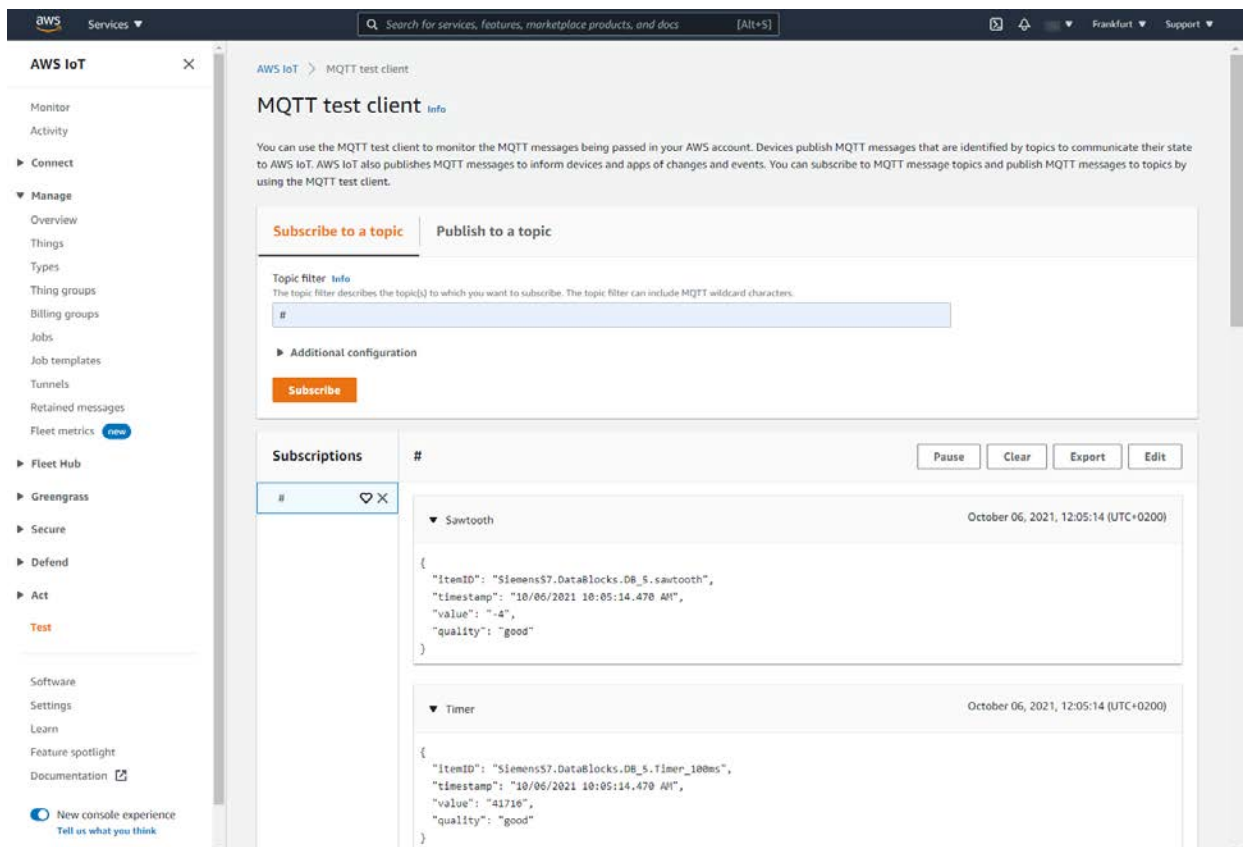 aws
Services ▼
Search for services, features, marketplace products, and docs
[Alt+S]
Frankfurt ▼
Support ▼
AWS IoT
Monitor
Activity
Connect
Manage
Overview
Things
Types
Thing groups
Billing groups
Jobs
Job templates
Tunnels
Retained messages
Fleet metrics new
Fleet Hub
Greengrass
Secure
Defend
Act
Test
Software
Settings
Learn
Feature spotlight
Documentation
New console experience
Tell us what you think
AWS IoT > MQTT test client
MQTT test client Info
You can use the MQTT test client to monitor the MQTT messages being passed in your AWS account. Devices publish MQTT messages that are identified by topics to communicate their state
to AWS IoT. AWS IoT also publishes MQTT messages to inform devices and apps of changes and events. You can subscribe to MQTT message topics and publish MQTT messages to topics by
using the MQTT test client.
Subscribe to a topic
Publish to a topic
Topic filter Info
The topic filter describes the topic(s) to which you want to subscribe. The topic filter can include MQTT wildcard characters.
#
Additional configuration
Subscribe
Subscriptions
#
#
Pause
Clear
Export
Edit
Sawtooth
October 06, 2021, 12:05:14 (UTC+0200)
{
"itemID": "SiemensS7.DataBlocks.DB_5.sawtooth",
"timestamp": "10/06/2021 10:05:14.470 AM",
"value": "-4",
"quality": "good"
}
Timer
October 06, 2021, 12:05:14 (UTC+0200)
{
"itemID": "SiemensS7.DataBlocks.DB_5.Timer_100ms",
"timestamp": "10/06/2021 10:05:14.470 AM",
"value": "41716",
"quality": "good"
}